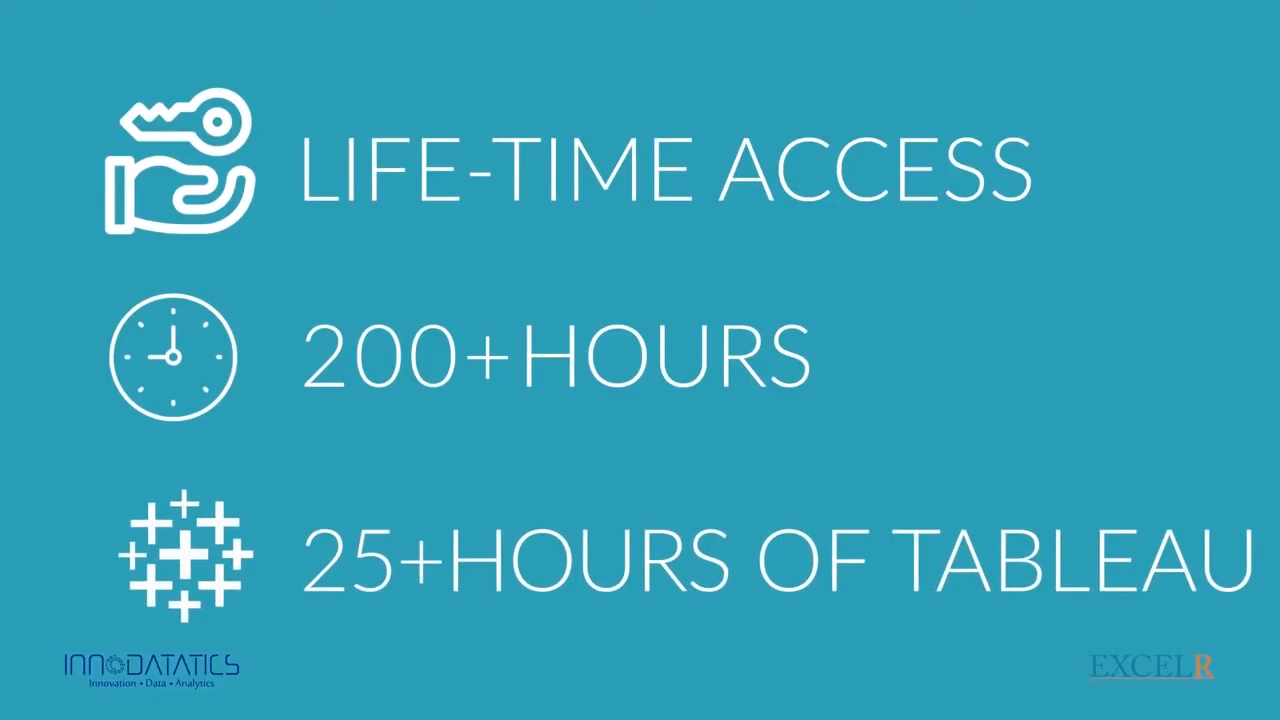 LIFE-TIME ACCESS
200+HOURS
25+HOURS OF TABLEAU
INNODATATICS
Innovation • Data • Analytics
EXCELR